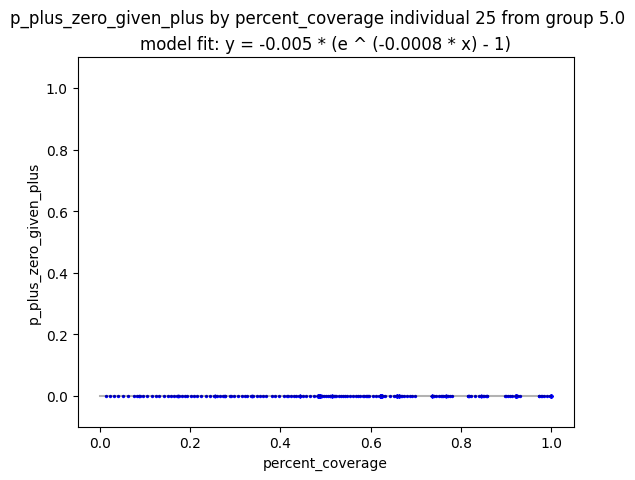 p_plus_zero_given_plus by percent_coverage individual 25 from group 5.0
model fit: y = -0.005 * (e ^ (-0.0008 * x) - 1)
p_plus_zero_given_plus
1.0
0.8
0.6
0.4
0.2
0.0
0.0 0.2 0.4 0.6 0.8 1.0
percent_coverage